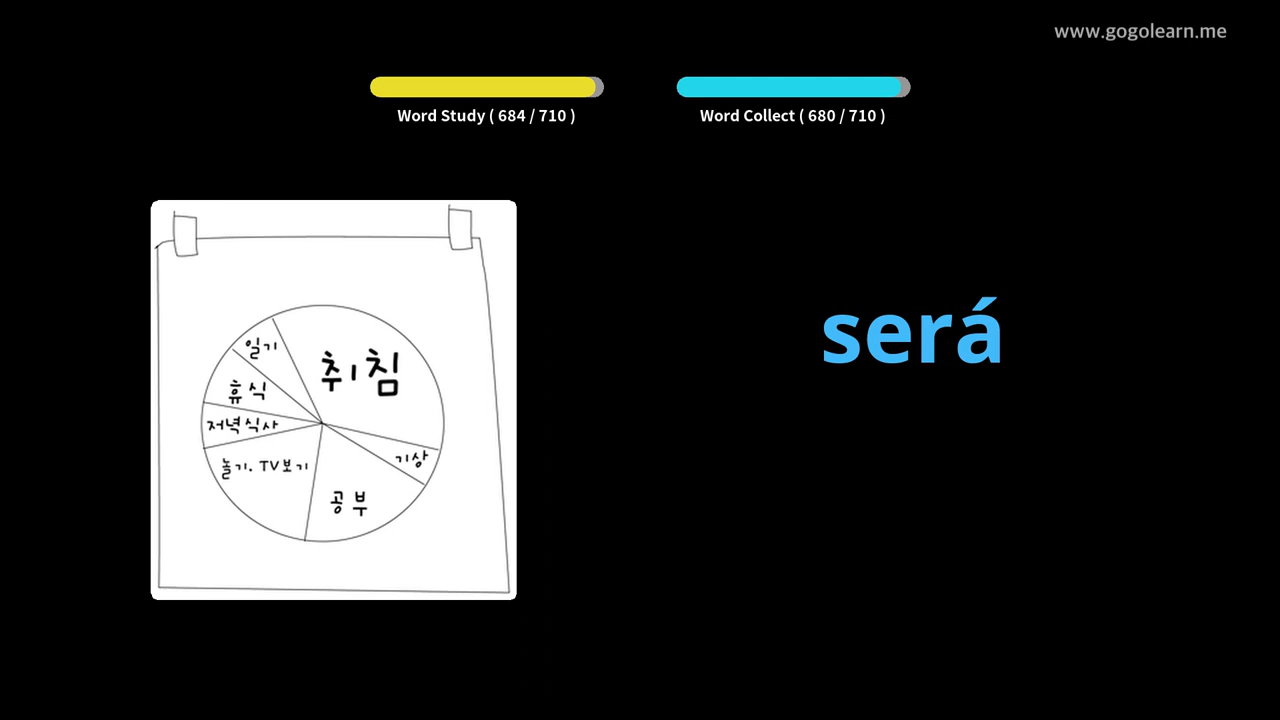 www.gogolearn.me
Word Study ( 684 / 710 )
Word Collect ( 680 / 710 )
será
일기
취침
휴식
저녁식사
놀기. TV보기
기상
공부